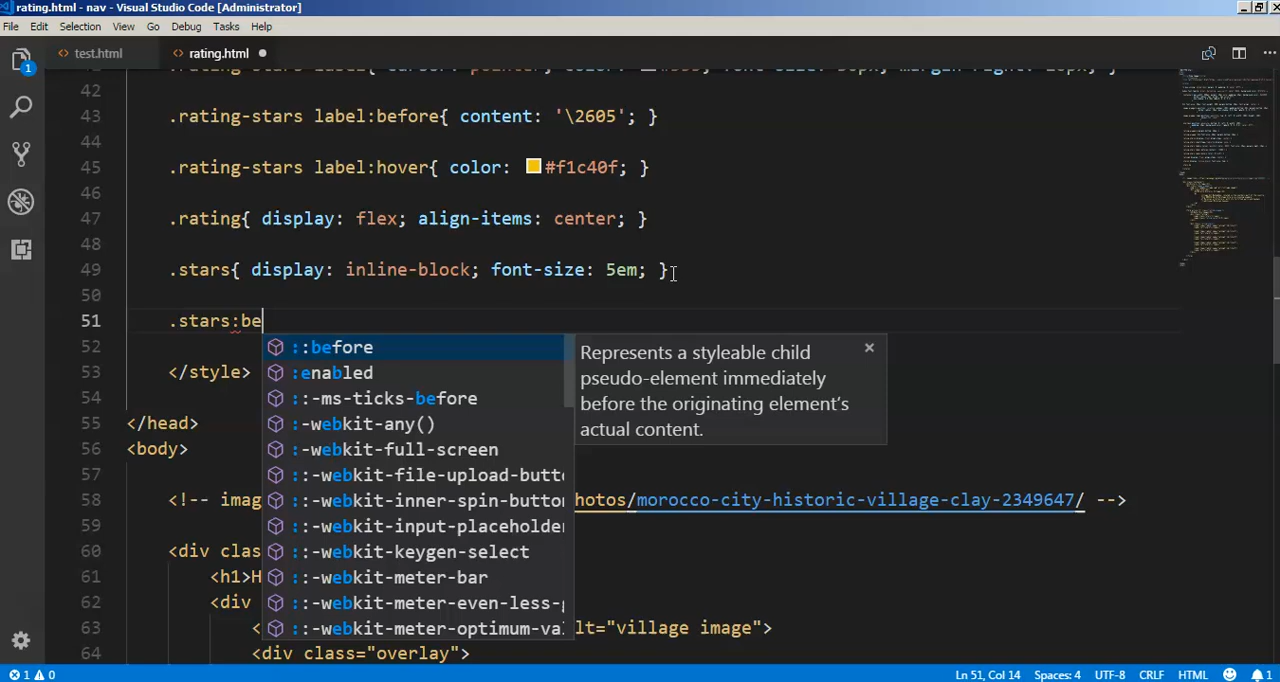 rating.html - nav - Visual Studio Code [Administrator]
File Edit Selection View Go Debug Tasks Help
1
test.html
rating.html
42
43 .rating-stars label:before{ content: '\2605'; }
44
45 .rating-stars label:hover{ color: #f1c40f; }
46
47 .rating{ display: flex; align-items: center; }
48
49 .stars{ display: inline-block; font-size: 5em; }
50
51 .stars:be
52
53 </style>
54
55 </head>
56 <body>
57
58 <!-- imag hotos/morocco-city-historic-village-clay-2349647/ -->
59
60 <div clas
61 <h1>H
62 <div
63 < lt="village image">
64 <div class="overlay">
::before
:enabled
::-ms-ticks-before
:-webkit-any()
:-webkit-full-screen
::-webkit-file-upload-butto
::-webkit-inner-spin-button
::-webkit-input-placeholder
::-webkit-keygen-select
::-webkit-meter-bar
::-webkit-meter-even-less-g
::-webkit-meter-optimum-va
Represents a styleable child
pseudo-element immediately
before the originating element's
actual content.
1 0 Ln 51, Col 14 Spaces: 4 UTF-8 CRLF HTML 1